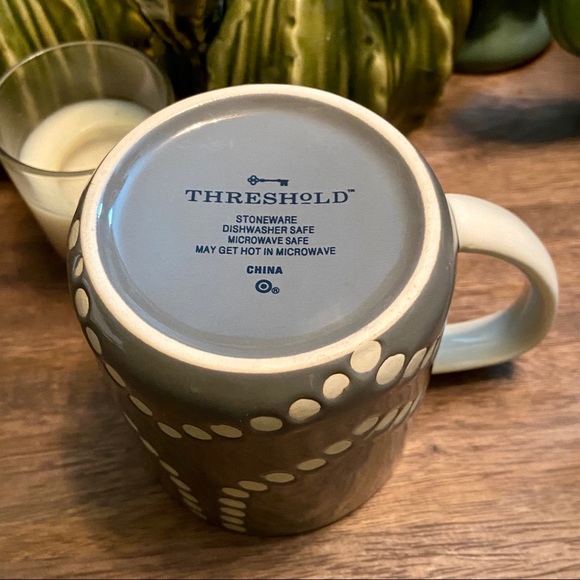 THRESHOLD™
STONEWARE
DISHWASHER SAFE
MICROWAVE SAFE
MAY GET HOT IN MICROWAVE
CHINA
®